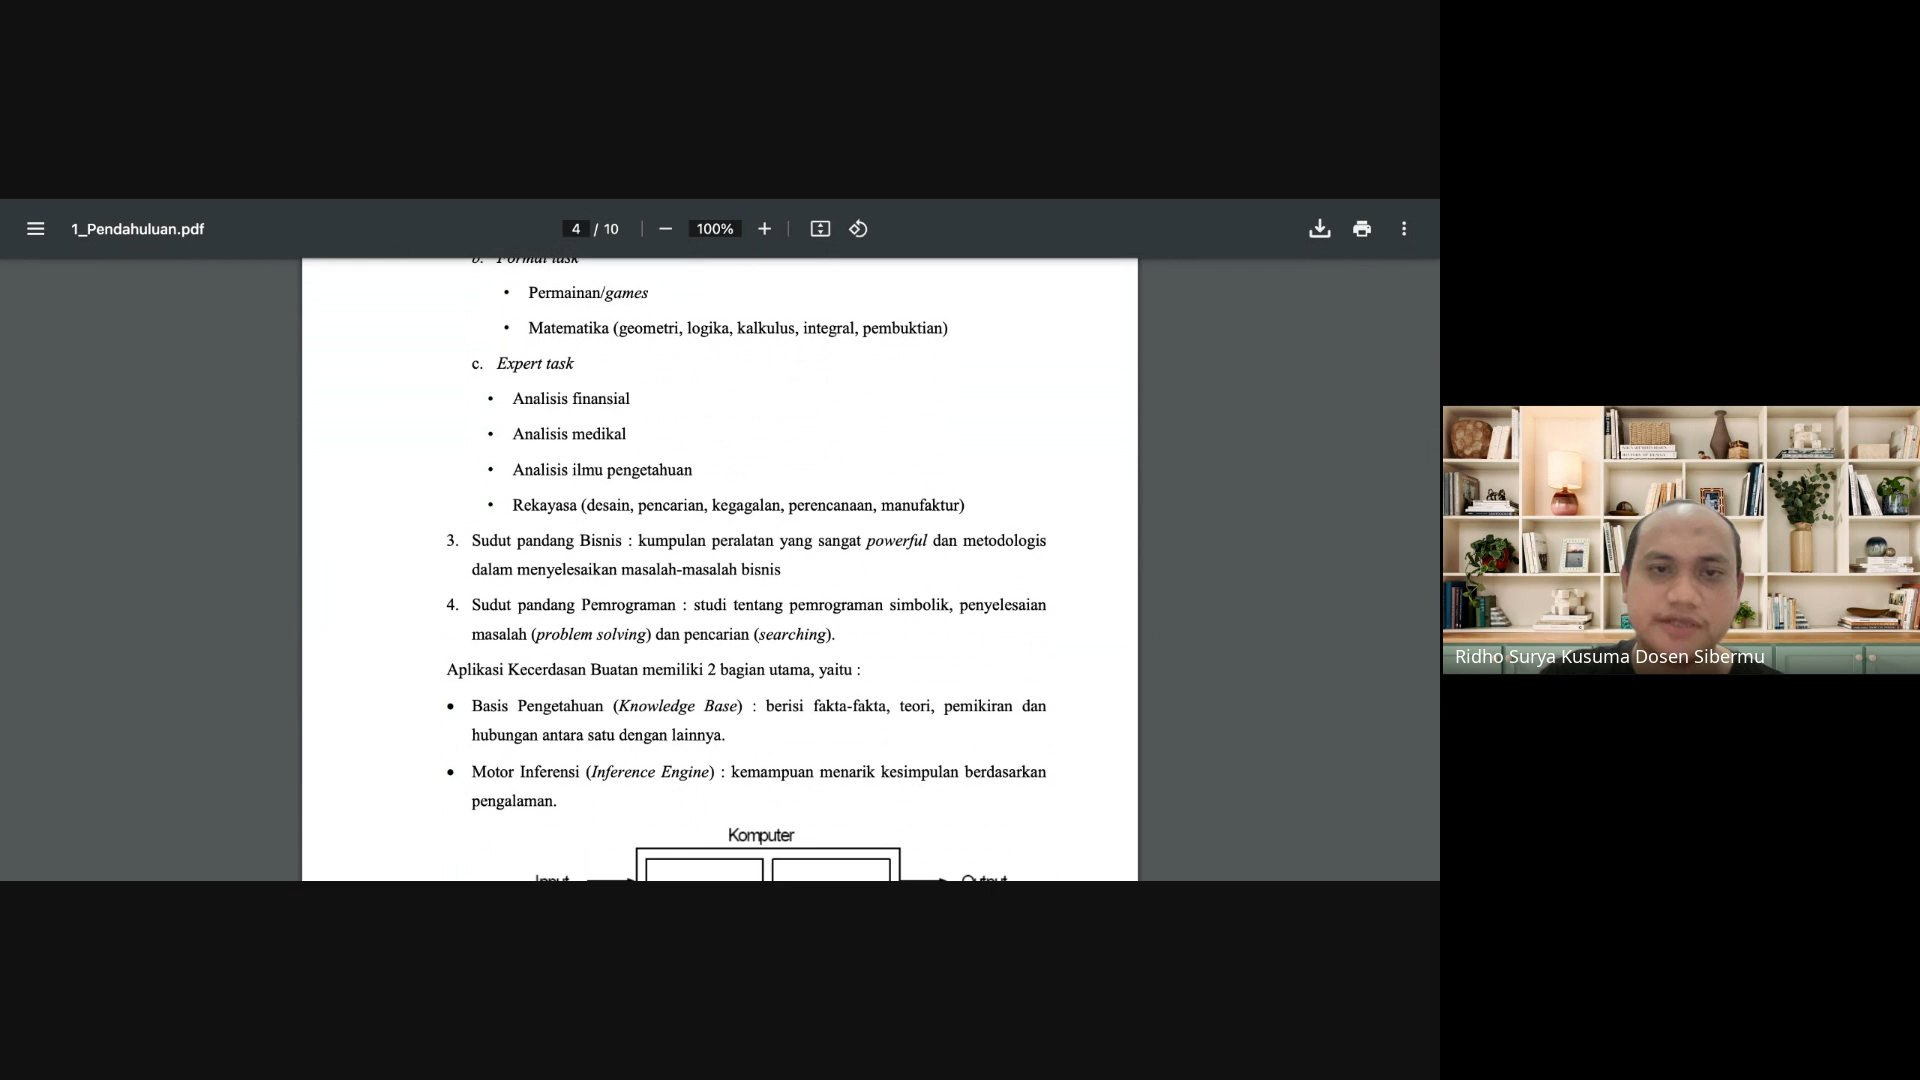 1_Pendahuluan.pdf
4 / 10
100%
b. Formal task
• Permainan/games
• Matematika (geometri, logika, kalkulus, integral, pembuktian)
c. Expert task
• Analisis finansial
• Analisis medikal
• Analisis ilmu pengetahuan
• Rekayasa (desain, pencarian, kegagalan, perencanaan, manufaktur)
3. Sudut pandang Bisnis : kumpulan peralatan yang sangat powerful dan metodologis
dalam menyelesaikan masalah-masalah bisnis
4. Sudut pandang Pemrograman : studi tentang pemrograman simbolik, penyelesaian
masalah (problem solving) dan pencarian (searching).
Aplikasi Kecerdasan Buatan memiliki 2 bagian utama, yaitu :
• Basis Pengetahuan (Knowledge Base) : berisi fakta-fakta, teori, pemikiran dan
hubungan antara satu dengan lainnya.
• Motor Inferensi (Inference Engine) : kemampuan menarik kesimpulan berdasarkan
pengalaman.
Komputer
Input
Output
Ridho Surya Kusuma Dosen Sibermu